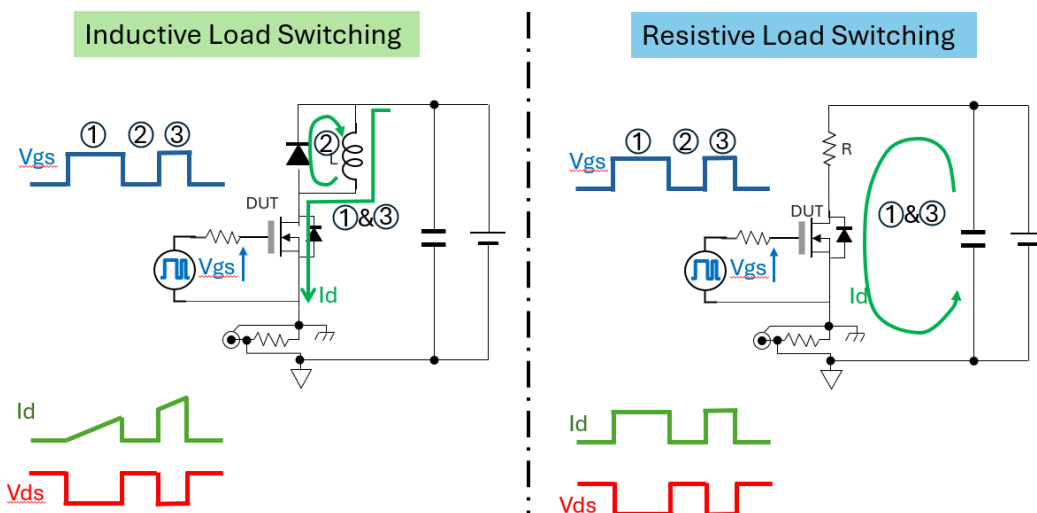 Inductive Load Switching
Resistive Load Switching
① ② ③
Vgs
②
L
DUT
①&③
Vgs
Id
Id
Vds
① ② ③
Vgs
R
DUT
①&③
Vgs
Id
Id
Vds